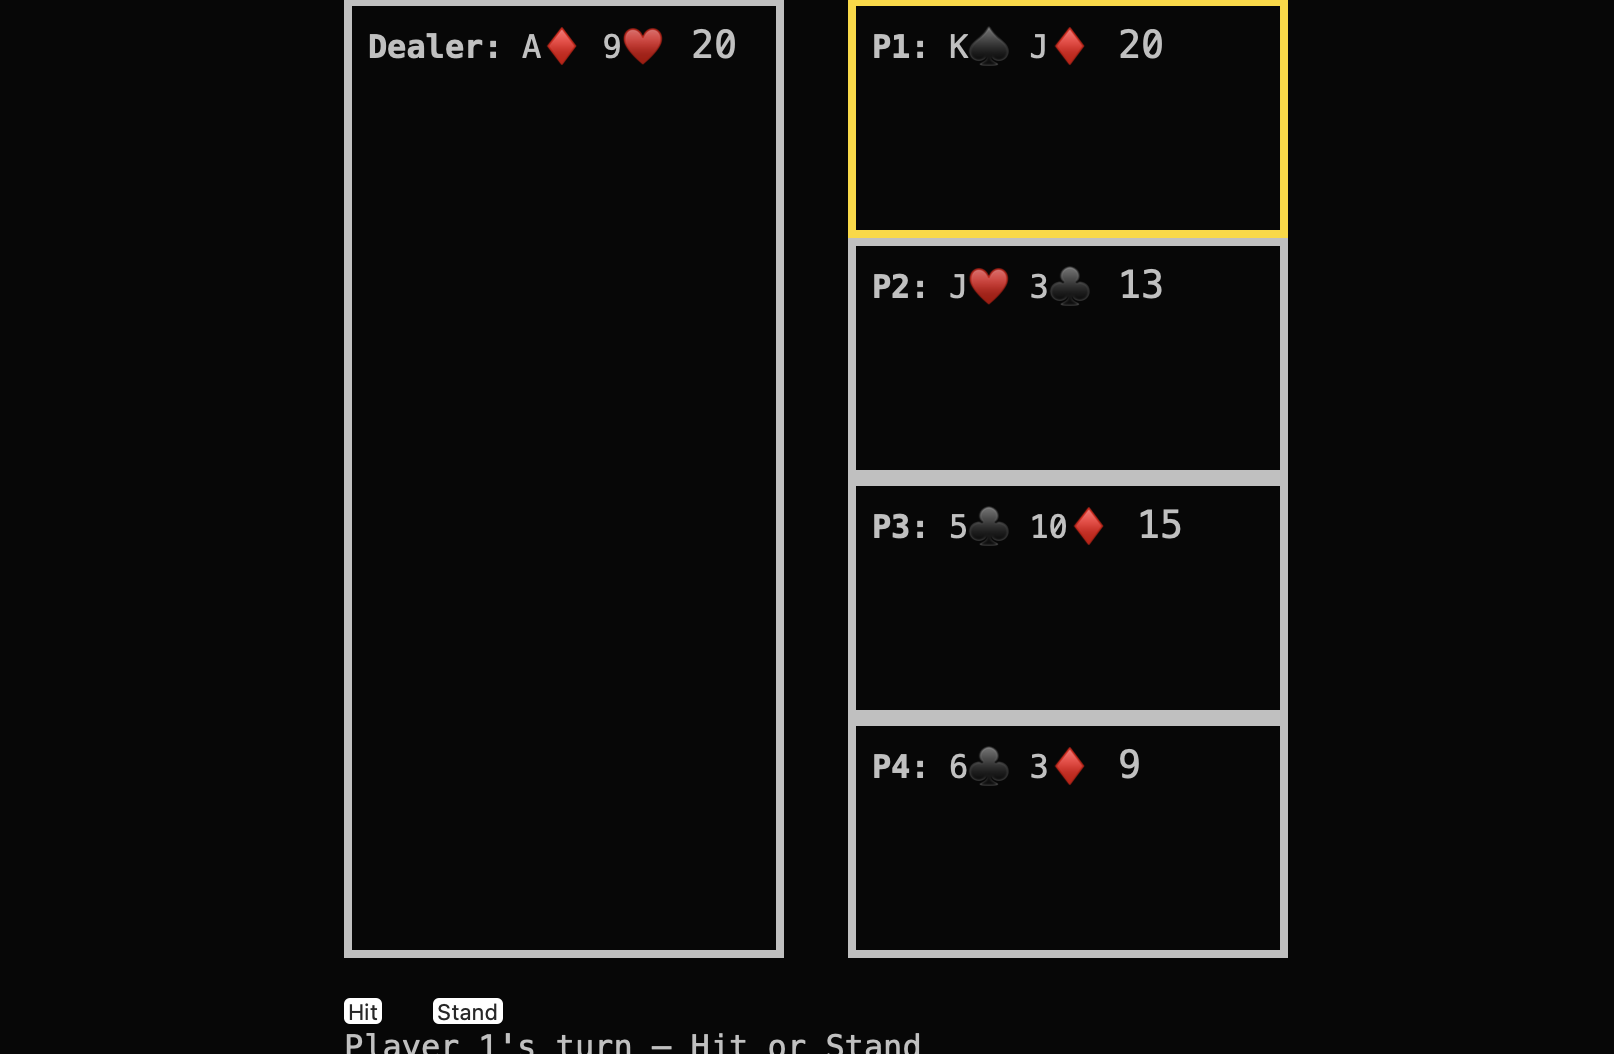 Dealer: A♦️ 9♥️ 20
P1: K♠️ J♦️ 20
P2: J♥️ 3♣️ 13
P3: 5♣️ 10♦️ 15
P4: 6♣️ 3♦️ 9
Hit Stand
Player 1's turn — Hit or Stand